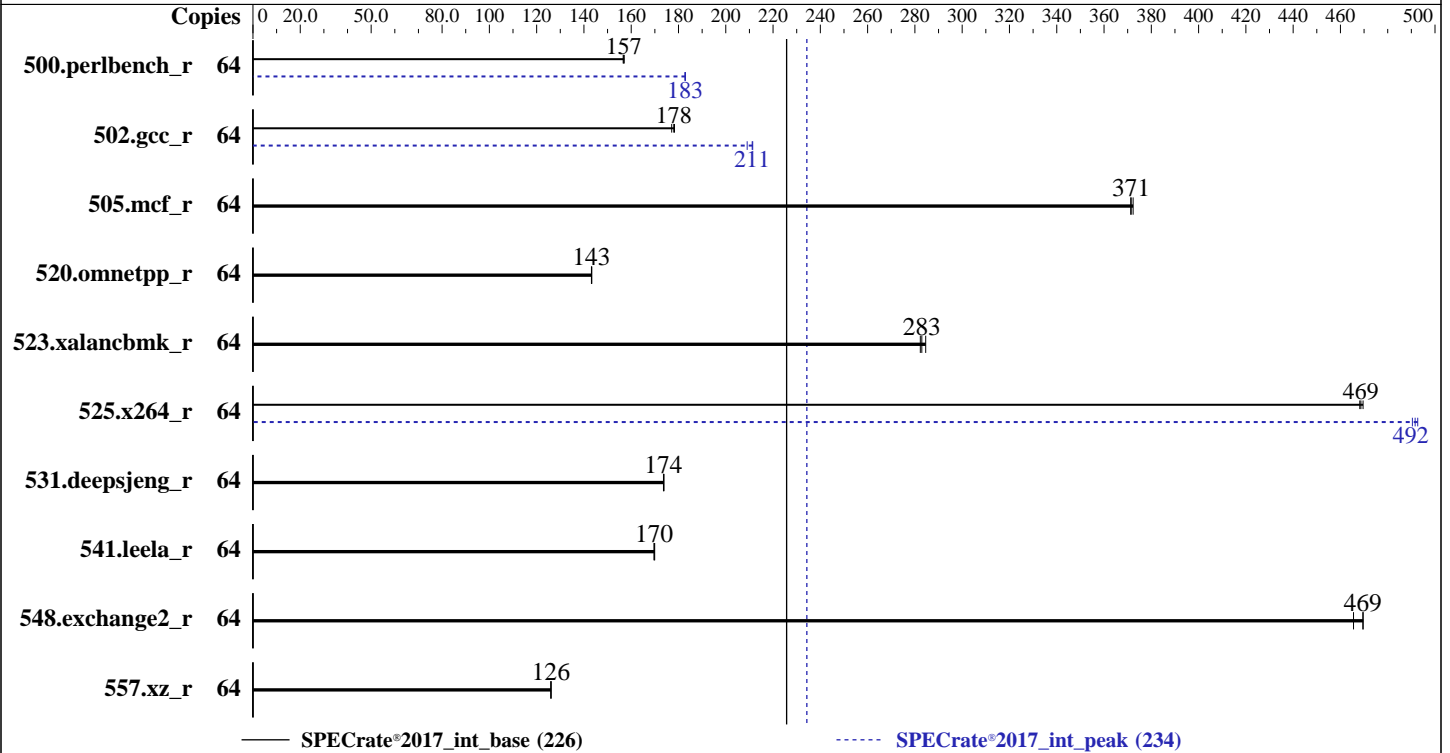 Copies 0 20.0 50.0 80.0 100 120 140 160 180 200 220 240 260 280 300 320 340 360 380 400 420 440 460 500
157
500.perlbench_r 64
183
178
502.gcc_r 64
211
371
505.mcf_r 64
143
520.omnetpp_r 64
283
523.xalancbmk_r 64
469
525.x264_r 64
492
174
531.deepsjeng_r 64
170
541.leela_r 64
469
548.exchange2_r 64
126
557.xz_r 64
SPECrate®2017_int_base (226) SPECrate®2017_int_peak (234)